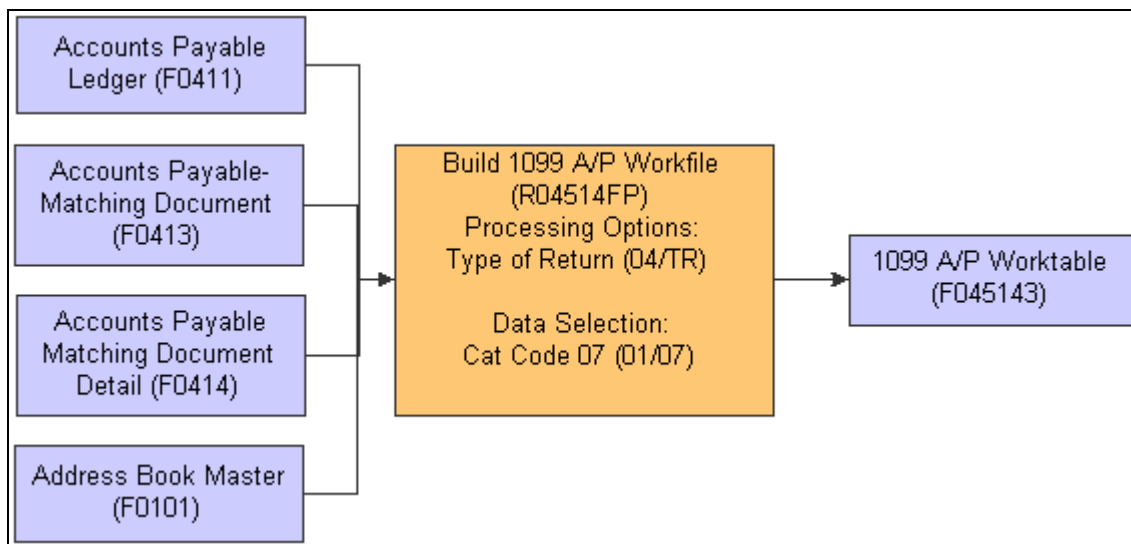 Accounts Payable
Ledger (F0411)
Accounts Payable-
Matching Document
(F0413)
Accounts Payable
Matching Document
Detail (F0414)
Address Book Master
(F0101)
Build 1099 A/P Workfile
(R04514FP)
Processing Options:
Type of Return (04/TR)
Data Selection:
Cat Code 07 (01/07)
1099 A/P Worktable
(F045143)